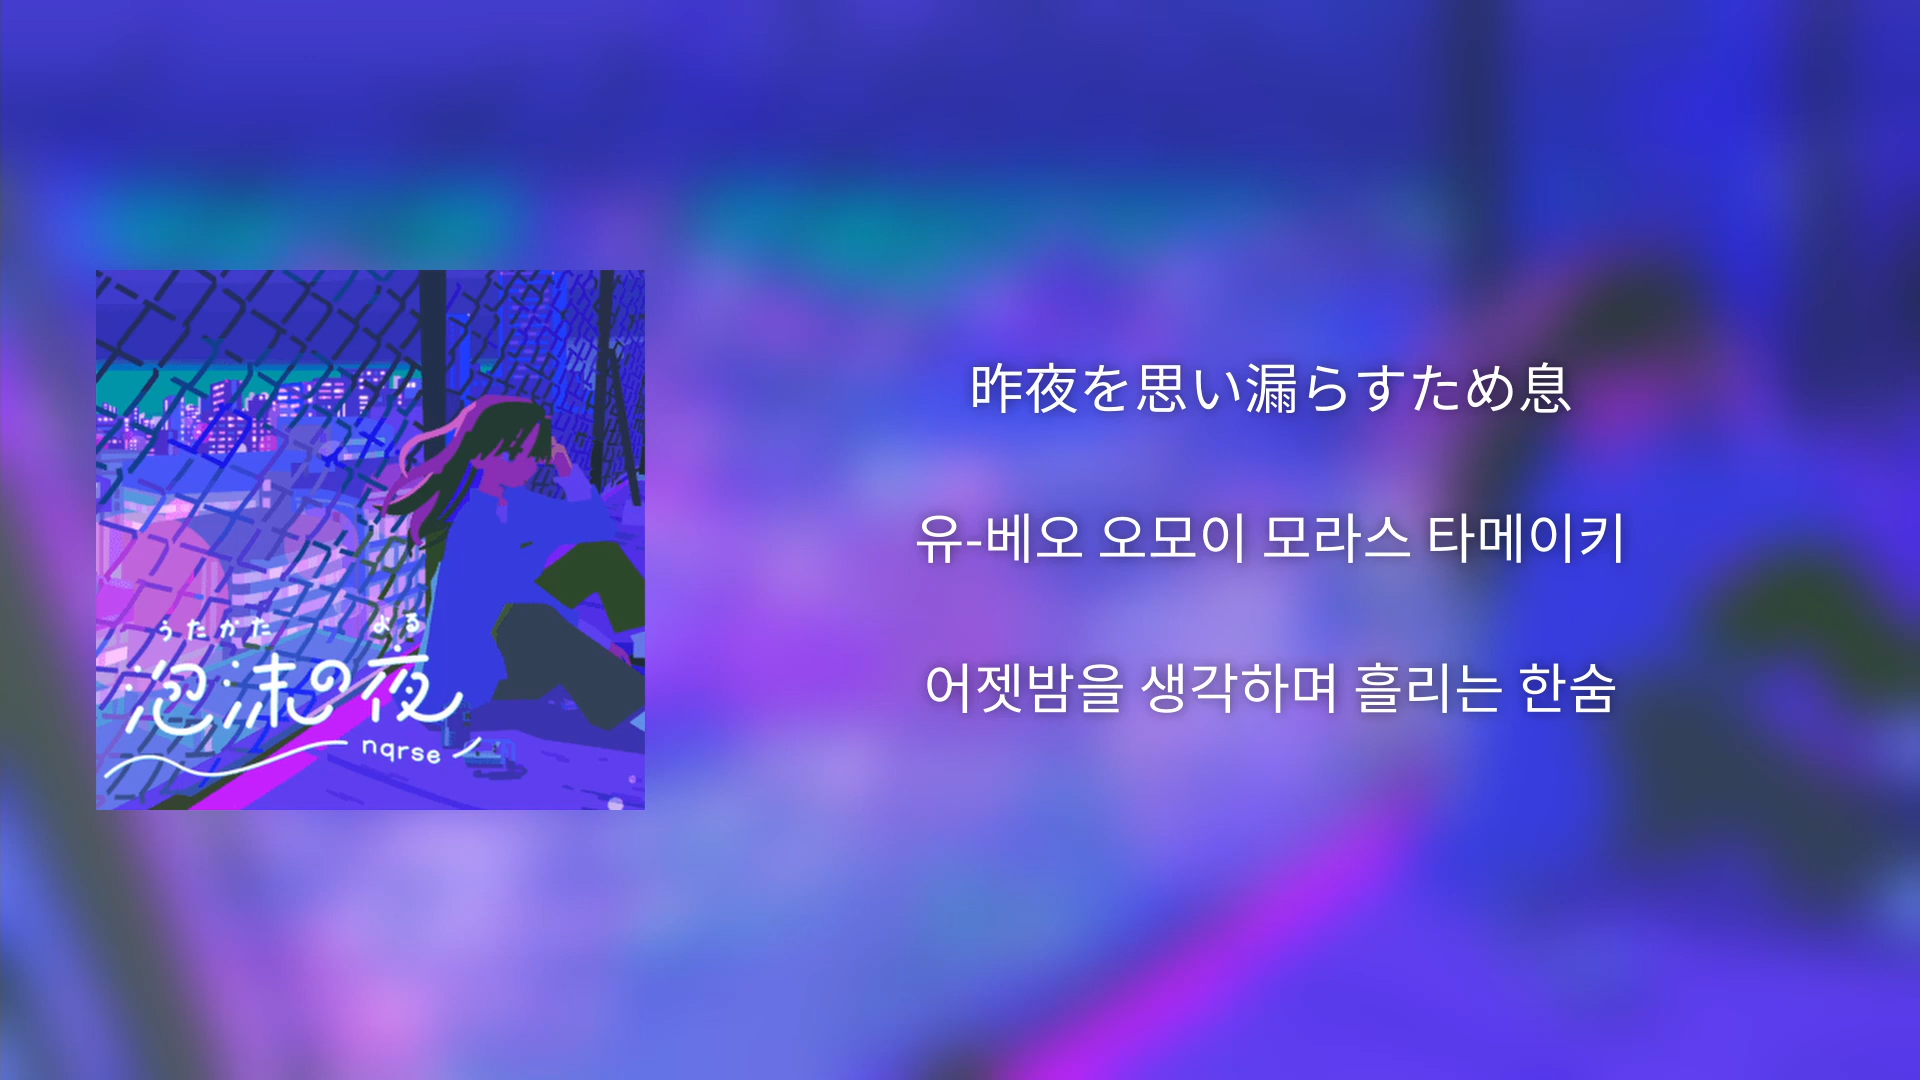 うたかた よる
泡沫の夜
nqrse
昨夜を思い漏らすため息
유-베오 오모이 모라스 타메이키
어젯밤을 생각하며 흘리는 한숨